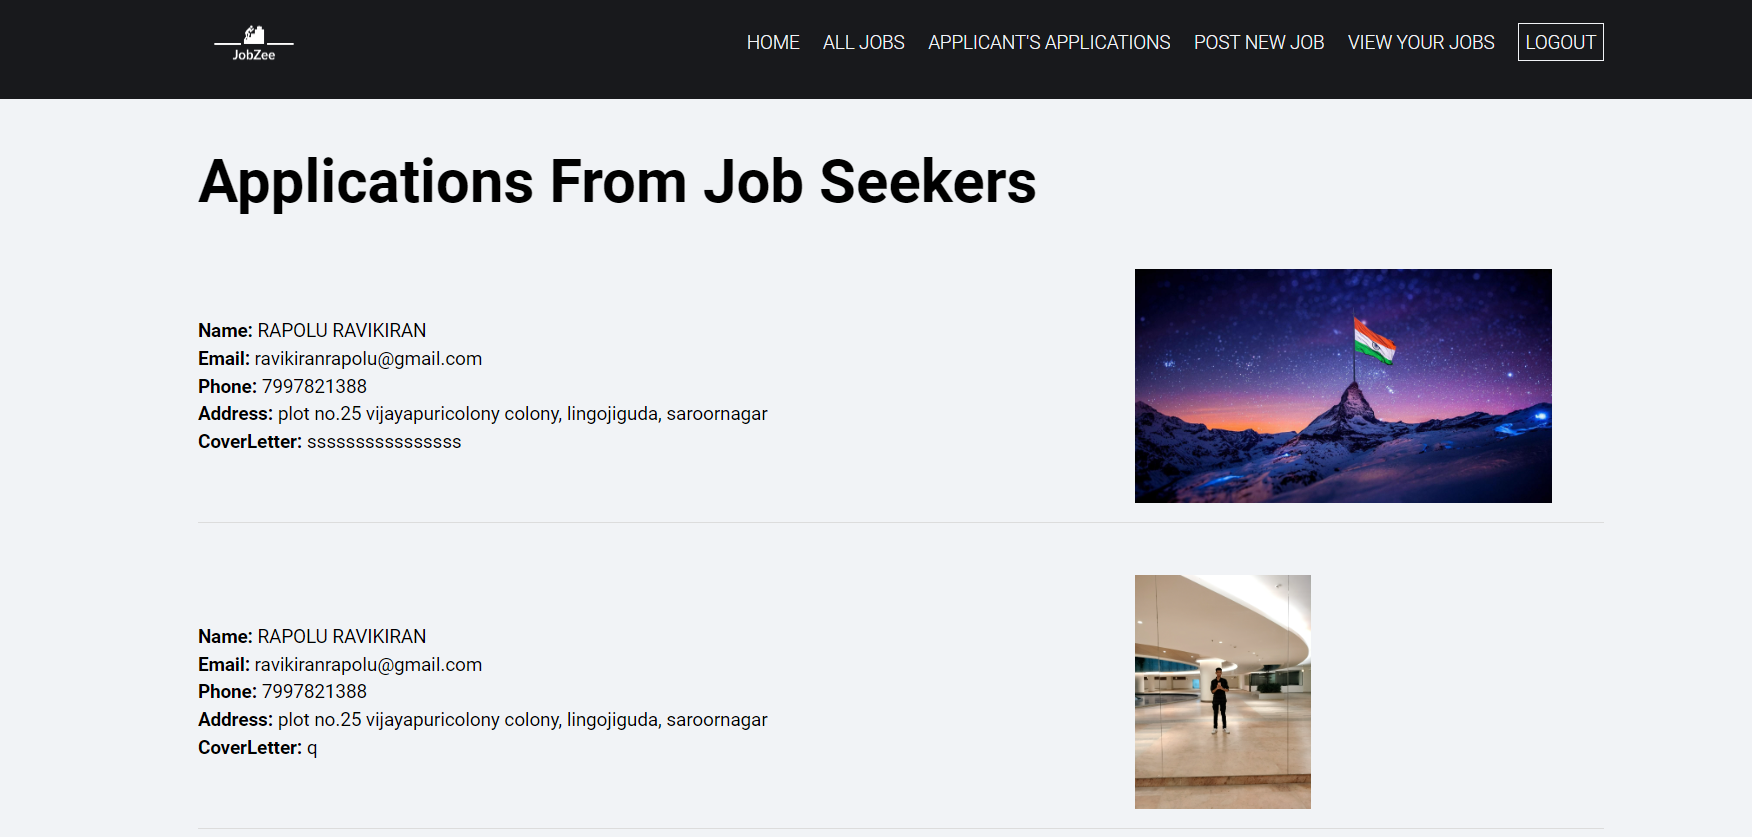 JobZee
HOME ALL JOBS APPLICANT'S APPLICATIONS POST NEW JOB VIEW YOUR JOBS LOGOUT
Applications From Job Seekers
Name: RAPOLU RAVIKIRAN
Email: ravikiranrapolu@gmail.com
Phone: 7997821388
Address: plot no.25 vijayapuricolony colony, lingojiguda, saroornagar
CoverLetter: ssssssssssssssss
Name: RAPOLU RAVIKIRAN
Email: ravikiranrapolu@gmail.com
Phone: 7997821388
Address: plot no.25 vijayapuricolony colony, lingojiguda, saroornagar
CoverLetter: q